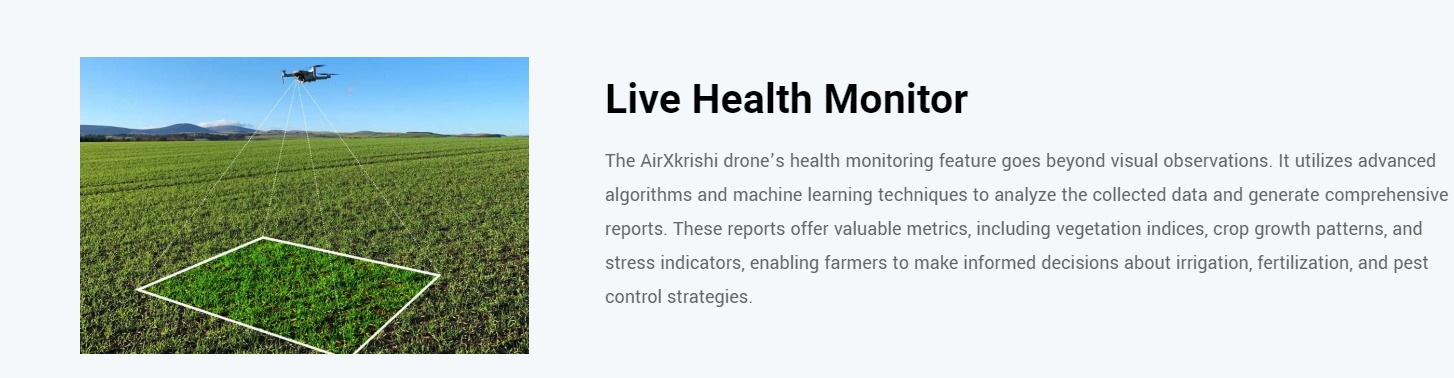 Live Health Monitor
The AirXkrishi drone’s health monitoring feature goes beyond visual observations. It utilizes advanced
algorithms and machine learning techniques to analyze the collected data and generate comprehensive
reports. These reports offer valuable metrics, including vegetation indices, crop growth patterns, and
stress indicators, enabling farmers to make informed decisions about irrigation, fertilization, and pest
control strategies.